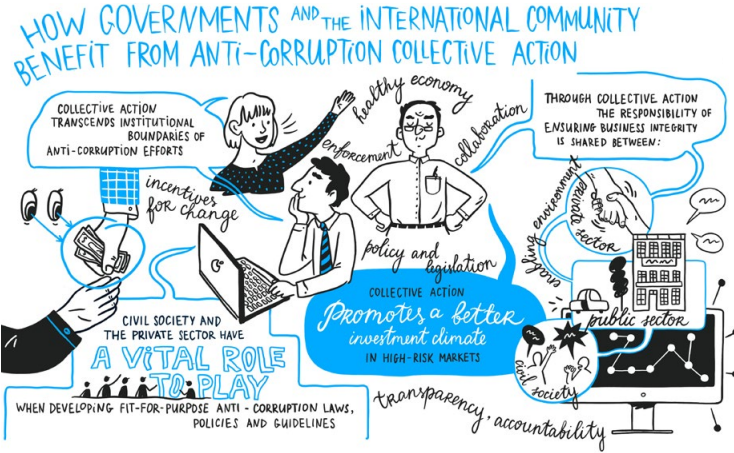 HOW GOVERNMENTS AND THE INTERNATIONAL COMMUNITY
BENEFIT FROM ANTI-CORRUPTION COLLECTIVE ACTION
COLLECTIVE ACTION
TRANSCENDS INSTITUTIONAL
BOUNDARIES OF
ANTI-CORRUPTION EFFORTS
incentives
for change
healthy economy
enforcement
collaboration
policy and
legislation
THROUGH COLLECTIVE ACTION
THE RESPONSIBILITY OF
ENSURING BUSINESS INTEGRITY
IS SHARED BETWEEN:
enabling environment
private
sector
public sector
civil
society
COLLECTIVE ACTION
Promotes a better
investment climate
IN HIGH-RISK MARKETS
CIVIL SOCIETY AND
THE PRIVATE SECTOR HAVE
A VITAL ROLE
TO PLAY
WHEN DEVELOPING FIT-FOR-PURPOSE ANTI-CORRUPTION LAWS,
POLICIES AND GUIDELINES
transparency, accountability